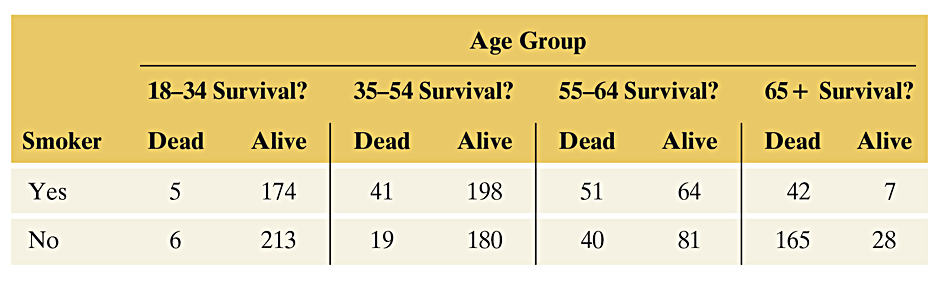 Age Group
18–34 Survival? 35–54 Survival? 55–64 Survival? 65+ Survival?
Smoker Dead Alive Dead Alive Dead Alive Dead Alive
Yes 5 174 41 198 51 64 42 7
No 6 213 19 180 40 81 165 28